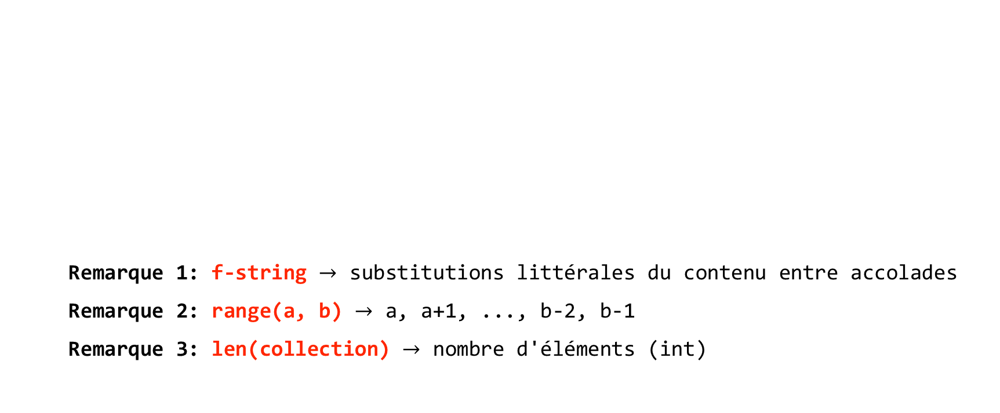 Remarque 1: f-string → substitutions littérales du contenu entre accolades
Remarque 2: range(a, b) → a, a+1, ..., b-2, b-1
Remarque 3: len(collection) → nombre d'éléments (int)